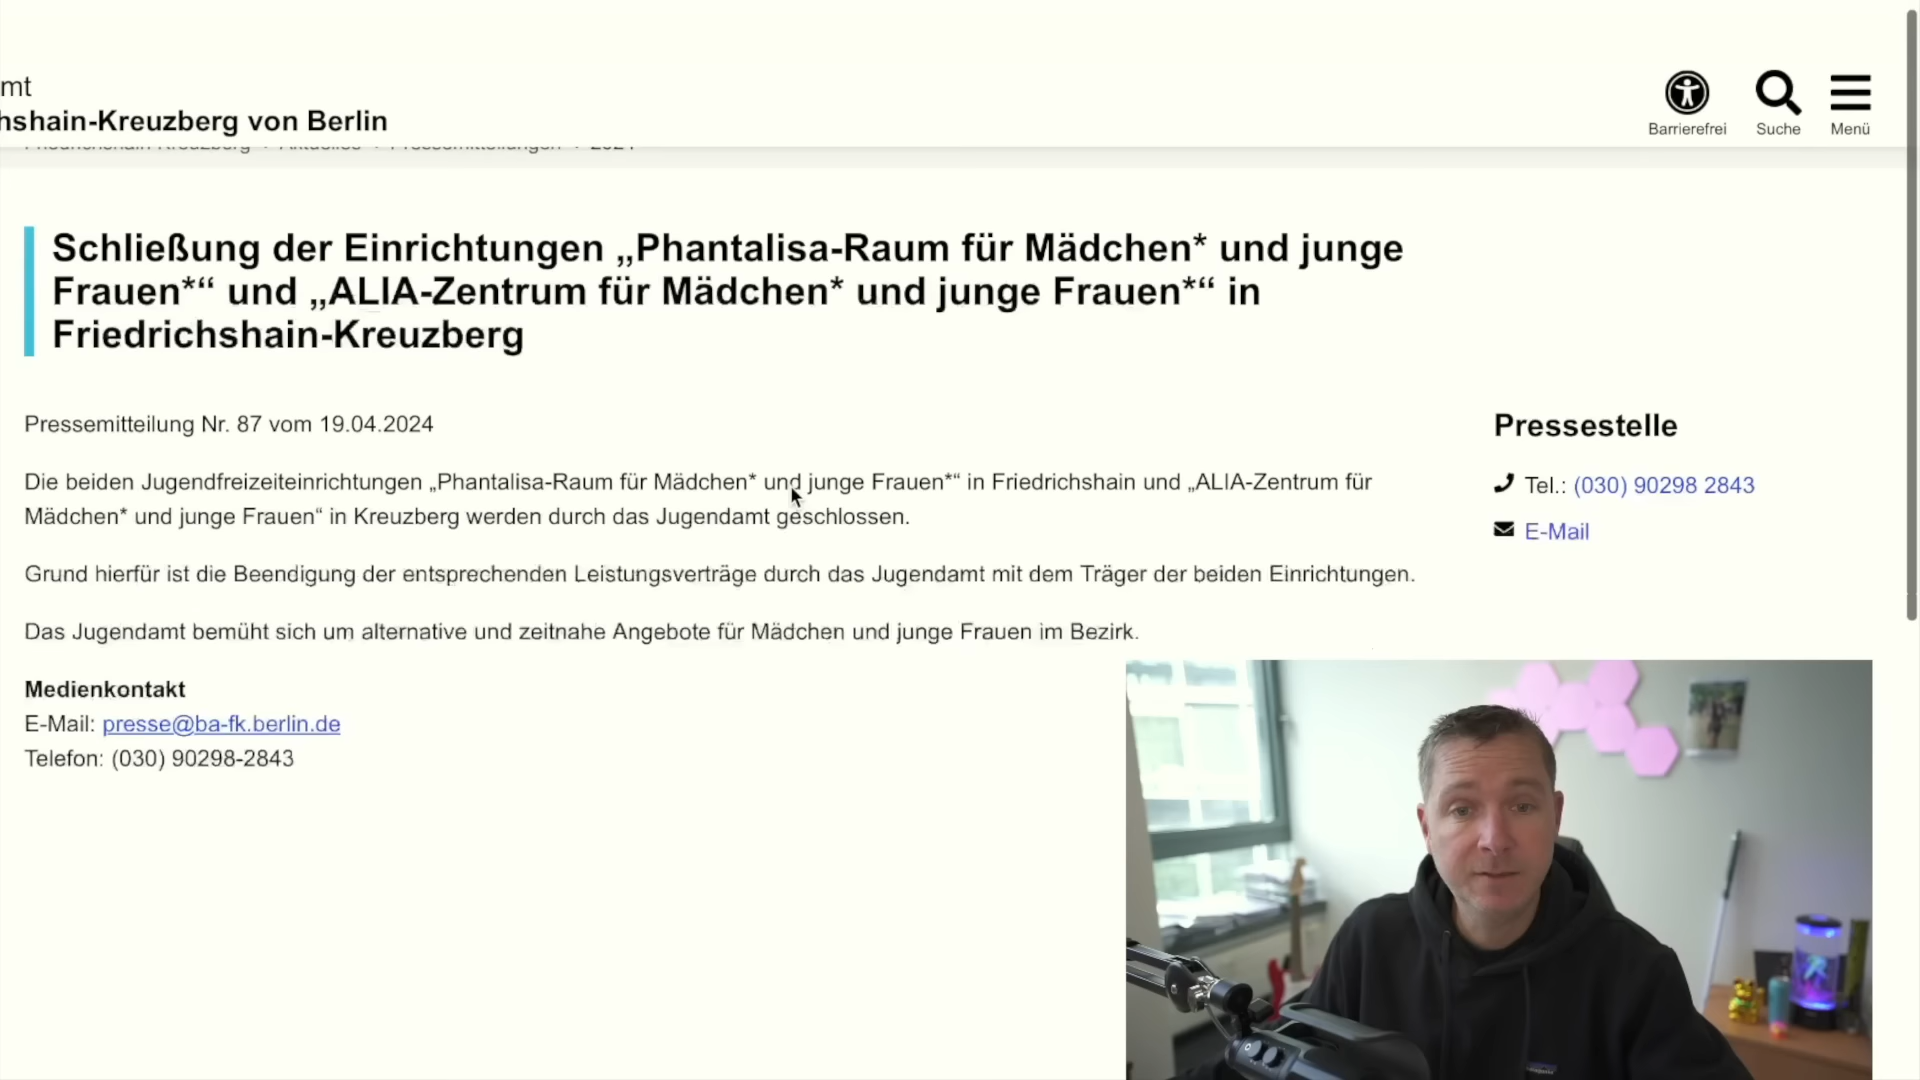 mt
hshain-Kreuzberg von Berlin
Barrierefrei
Suche
Menü
Friedrichshain-Kreuzberg > Aktuelles > Pressemitteilungen > 2024
Schließung der Einrichtungen „Phantalisa-Raum für Mädchen* und junge
Frauen*“ und „ALIA-Zentrum für Mädchen* und junge Frauen*“ in
Friedrichshain-Kreuzberg
Pressemitteilung Nr. 87 vom 19.04.2024
Die beiden Jugendfreizeiteinrichtungen „Phantalisa-Raum für Mädchen* und junge Frauen*“ in Friedrichshain und „ALIA-Zentrum für
Mädchen* und junge Frauen“ in Kreuzberg werden durch das Jugendamt geschlossen.
Grund hierfür ist die Beendigung der entsprechenden Leistungsverträge durch das Jugendamt mit dem Träger der beiden Einrichtungen.
Das Jugendamt bemüht sich um alternative und zeitnahe Angebote für Mädchen und junge Frauen im Bezirk.
Medienkontakt
E-Mail: presse@ba-fk.berlin.de
Telefon: (030) 90298-2843
Pressestelle
Tel.: (030) 90298 2843
E-Mail